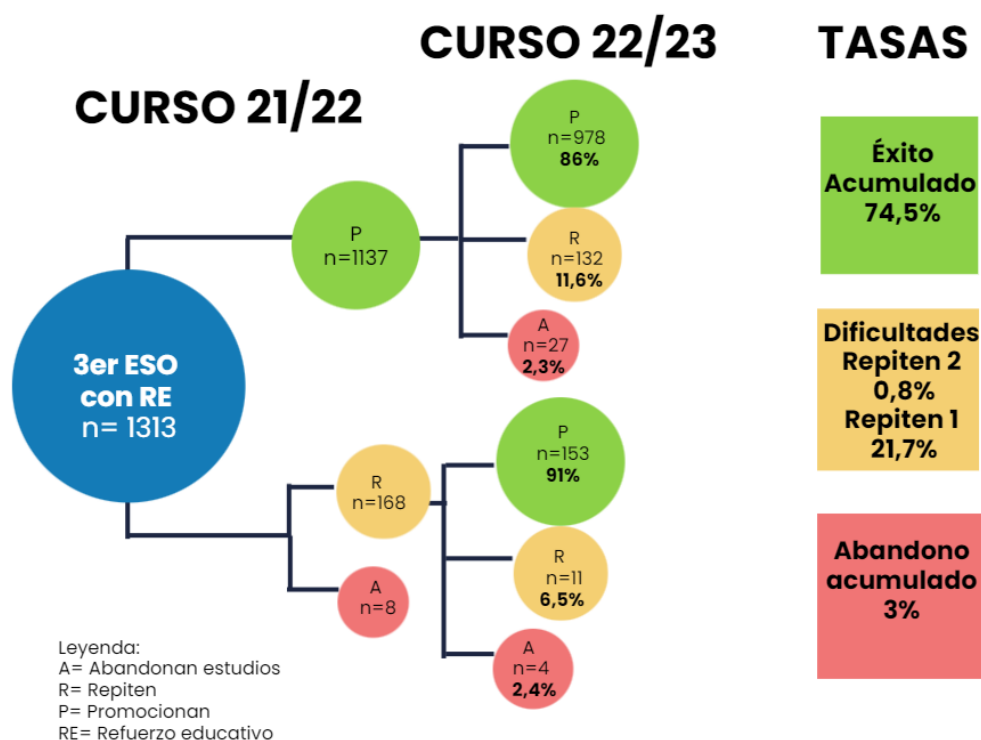 CURSO 21/22
CURSO 22/23
TASAS
3er ESO
con RE
n= 1313
P
n=1137
P
n=978
86%
R
n=132
11,6%
A
n=27
2,3%
R
n=168
A
n=8
P
n=153
91%
R
n=11
6,5%
A
n=4
2,4%
Éxito
Acumulado
74,5%
Dificultades
Repiten 2
0,8%
Repiten 1
21,7%
Abandono
acumulado
3%
Leyenda:
A= Abandonan estudios
R= Repiten
P= Promocionan
RE= Refuerzo educativo